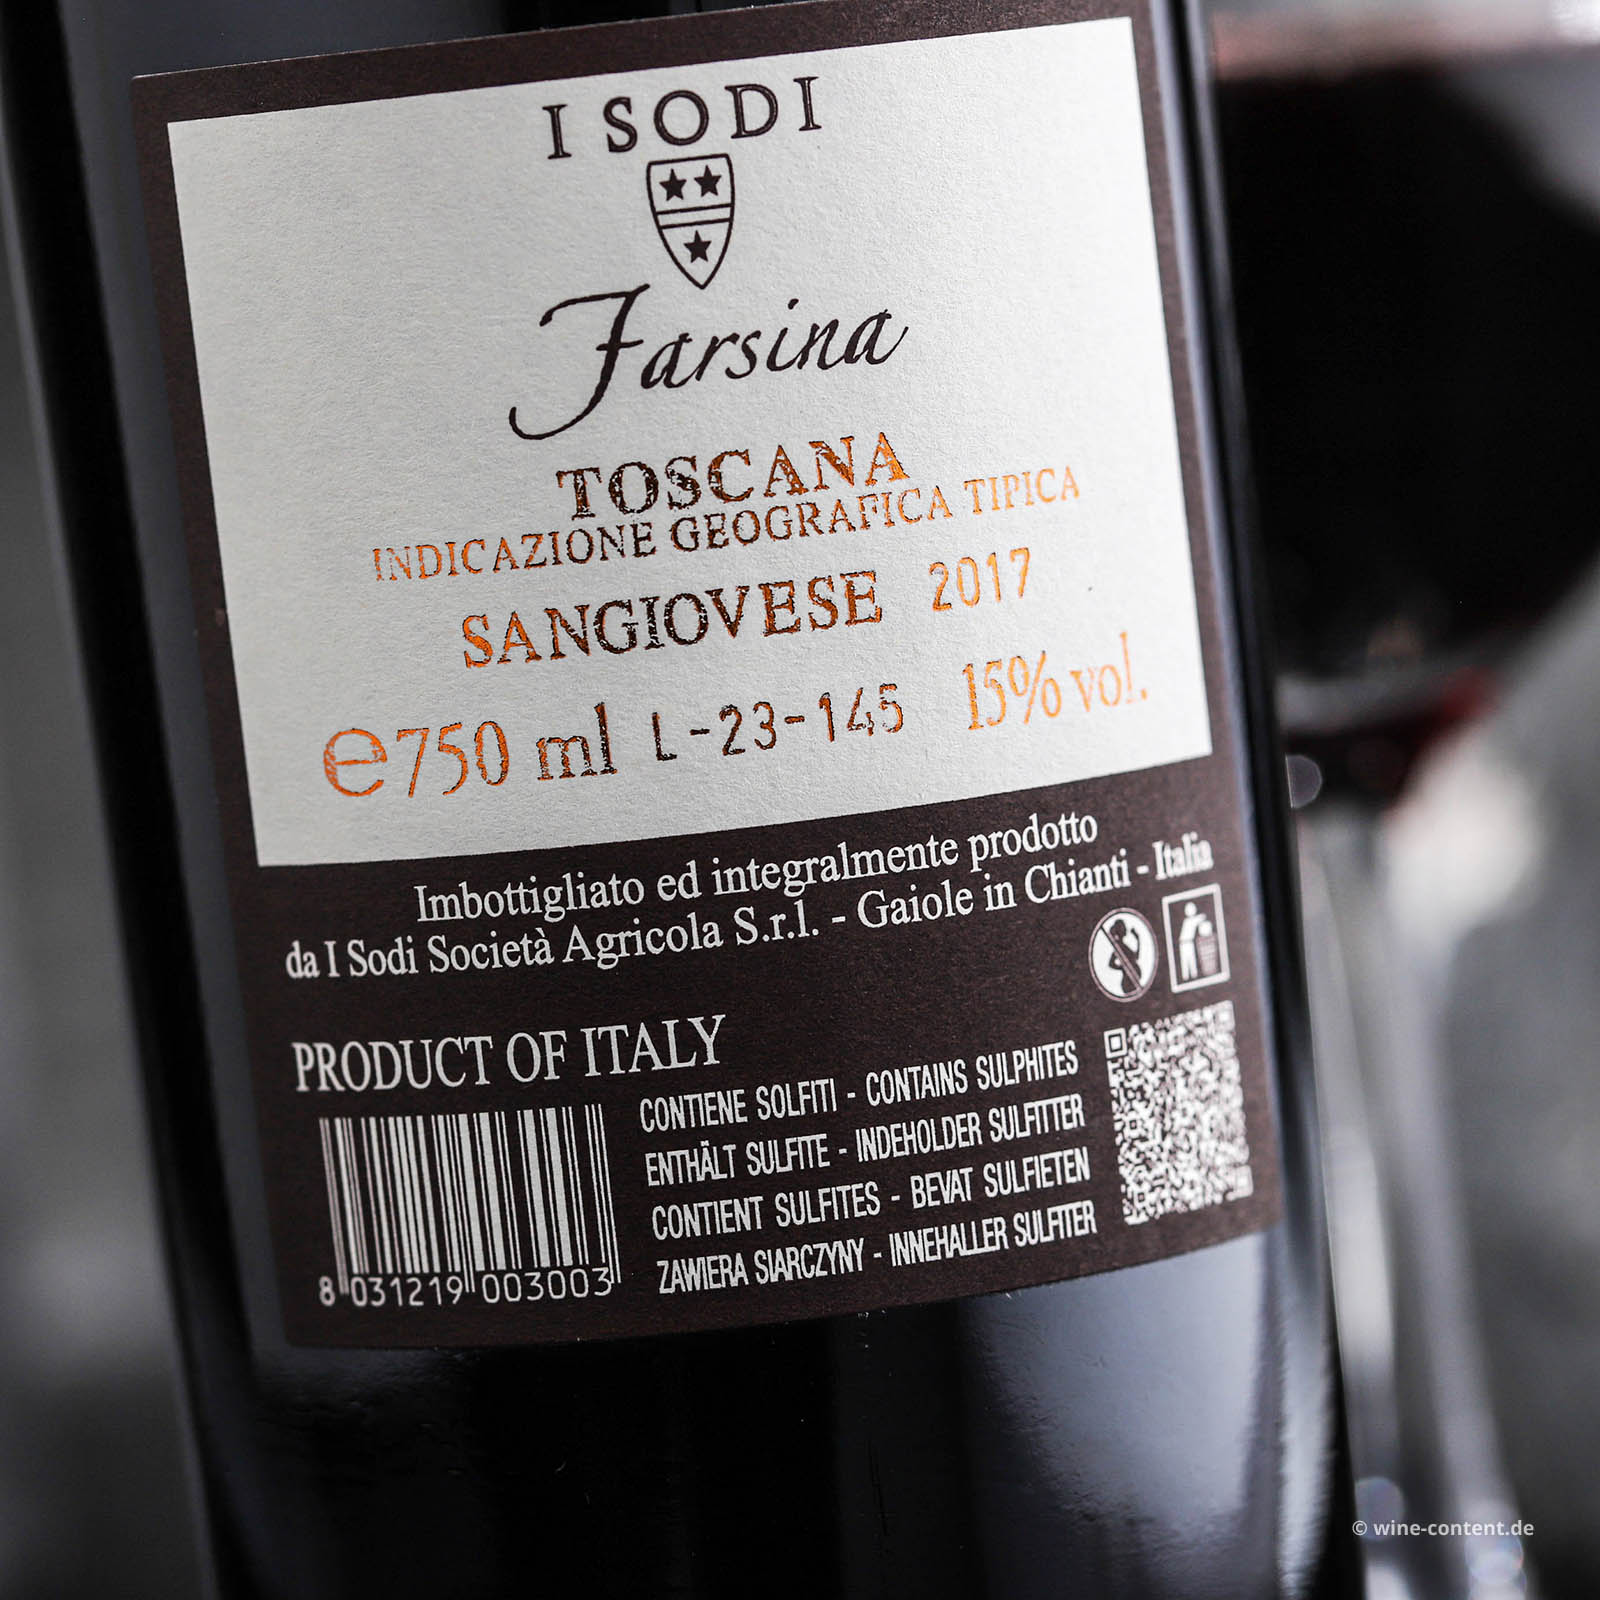 I SODI
Farsina
TOSCANA
INDICAZIONE GEOGRAFICA TIPICA
SANGIOVESE 2017
e 750 ml L-23-145 15% vol.
Imbottigliato ed integralmente prodotto
da I Sodi Società Agricola S.r.l. - Gaiole in Chianti - Italia
PRODUCT OF ITALY
CONTIENE SOLFITI - CONTAINS SULPHITES
ENTHÄLT SULFITE - INDEHOLDER SULFITTER
CONTIENT SULFITES - BEVAT SULFIETEN
ZAWIERA SIARCZYNY - INNEHALLER SULFITER
8 031219 003003
© wine-content.de